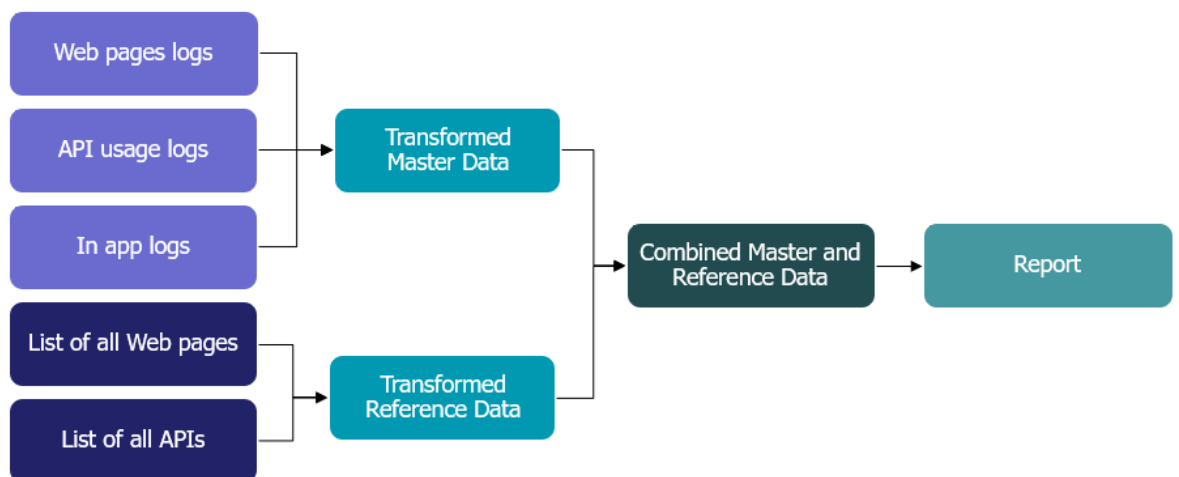 Web pages logs
API usage logs
In app logs
List of all Web pages
List of all APIs
Transformed
Master Data
Transformed
Reference Data
Combined Master and
Reference Data
Report